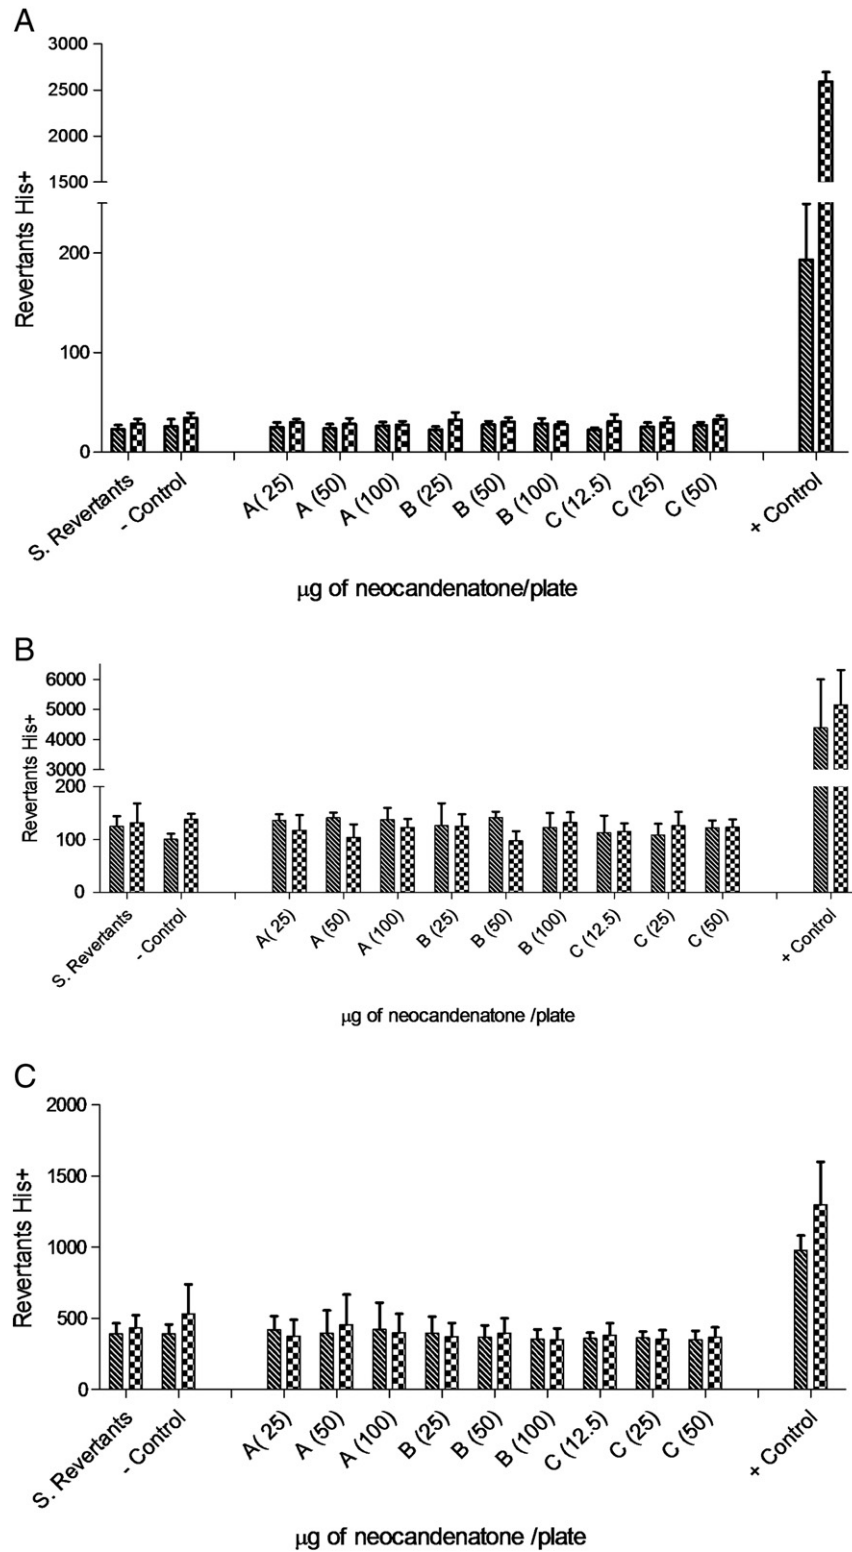 A
3000
2500
2000
1500
200
100
0
Revertants His+
S. Revertants
- Control
A( 25)
A (50)
A (100)
B (25)
B (50)
B (100)
C (12.5)
C (25)
C (50)
+ Control
µg of neocandenatone/plate
B
6000
5000
4000
3000
200
100
0
Revertants His+
S. Revertants
- Control
A( 25)
A (50)
A (100)
B (25)
B (50)
B (100)
C (12.5)
C (25)
C (50)
+ Control
µg of neocandenatone /plate
C
2000
1500
1000
500
0
Revertants His+
S. Revertants
- Control
A( 25)
A (50)
A (100)
B (25)
B (50)
B (100)
C (12.5)
C (25)
C (50)
+ Control
µg of neocandenatone /plate